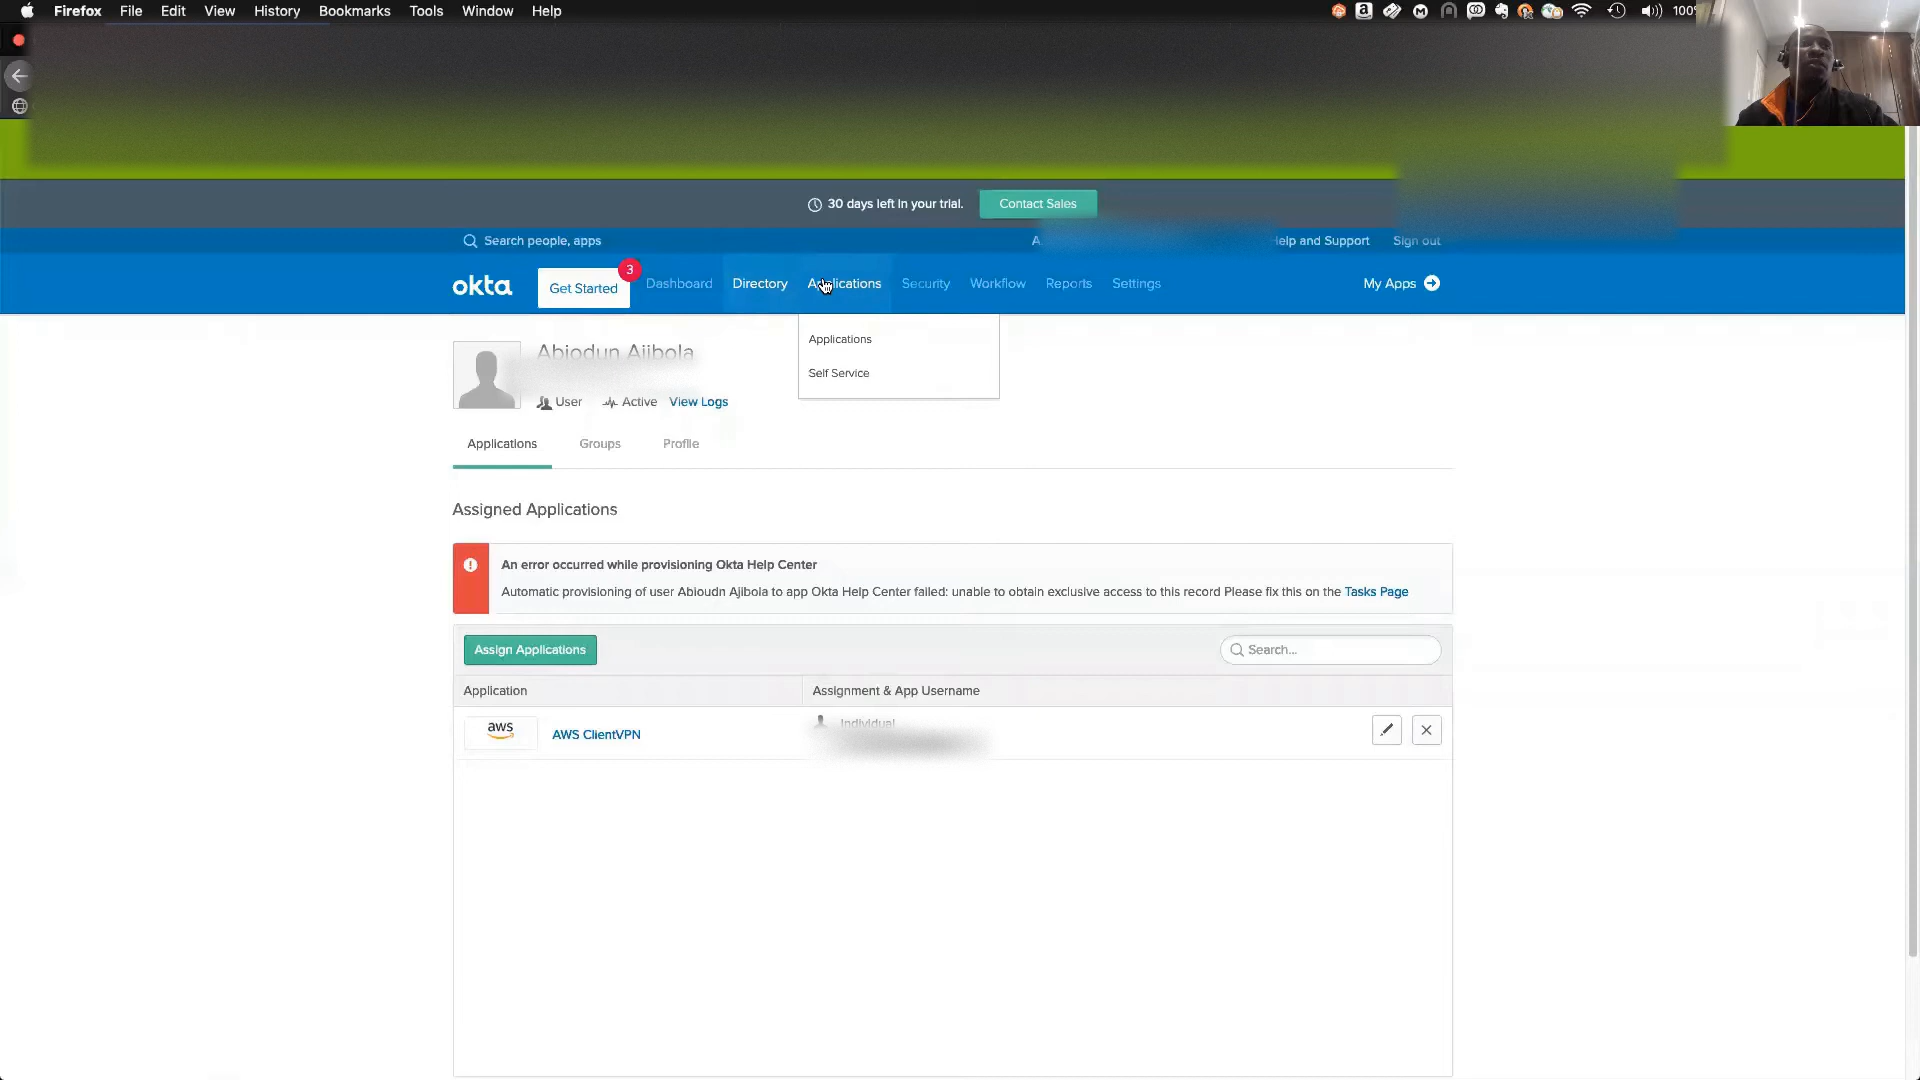 Firefox File Edit View History Bookmarks Tools Window Help
30 days left in your trial. Contact Sales
Search people, apps
Help and Support Sign out
okta Get Started 3 Dashboard Directory Applications Security Workflow Reports Settings My Apps
Applications
Self Service
Abiodun Ajibola
User Active View Logs
Applications Groups Profile
Assigned Applications
An error occurred while provisioning Okta Help Center
Automatic provisioning of user Abioudn Ajibola to app Okta Help Center failed: unable to obtain exclusive access to this record Please fix this on the Tasks Page
Assign Applications Search...
Application Assignment & App Username
aws AWS ClientVPN Individual